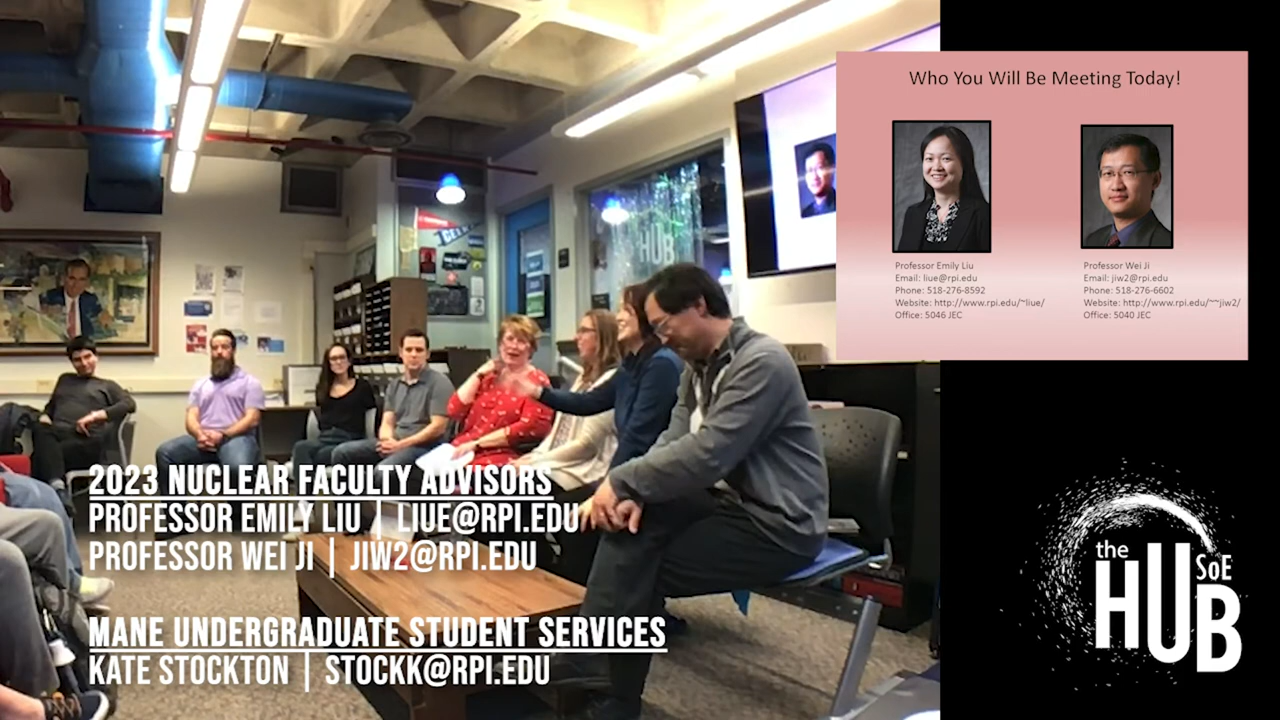 Who You Will Be Meeting Today!
Professor Emily Liu
Email: liue@rpi.edu
Phone: 518-276-8592
Website: http://www.rpi.edu/~liue/
Office: 5046 JEC
Professor Wei Ji
Email: jiw2@rpi.edu
Phone: 518-276-6602
Website: http://www.rpi.edu/~~jiw2/
Office: 5040 JEC
HUB
2023 NUCLEAR FACULTY ADVISORS
PROFESSOR EMILY LIU | LIUE@RPI.EDU
PROFESSOR WEI JI | JIW2@RPI.EDU
MANE UNDERGRADUATE STUDENT SERVICES
KATE STOCKTON | STOCKK@RPI.EDU
the
HUB
SoE